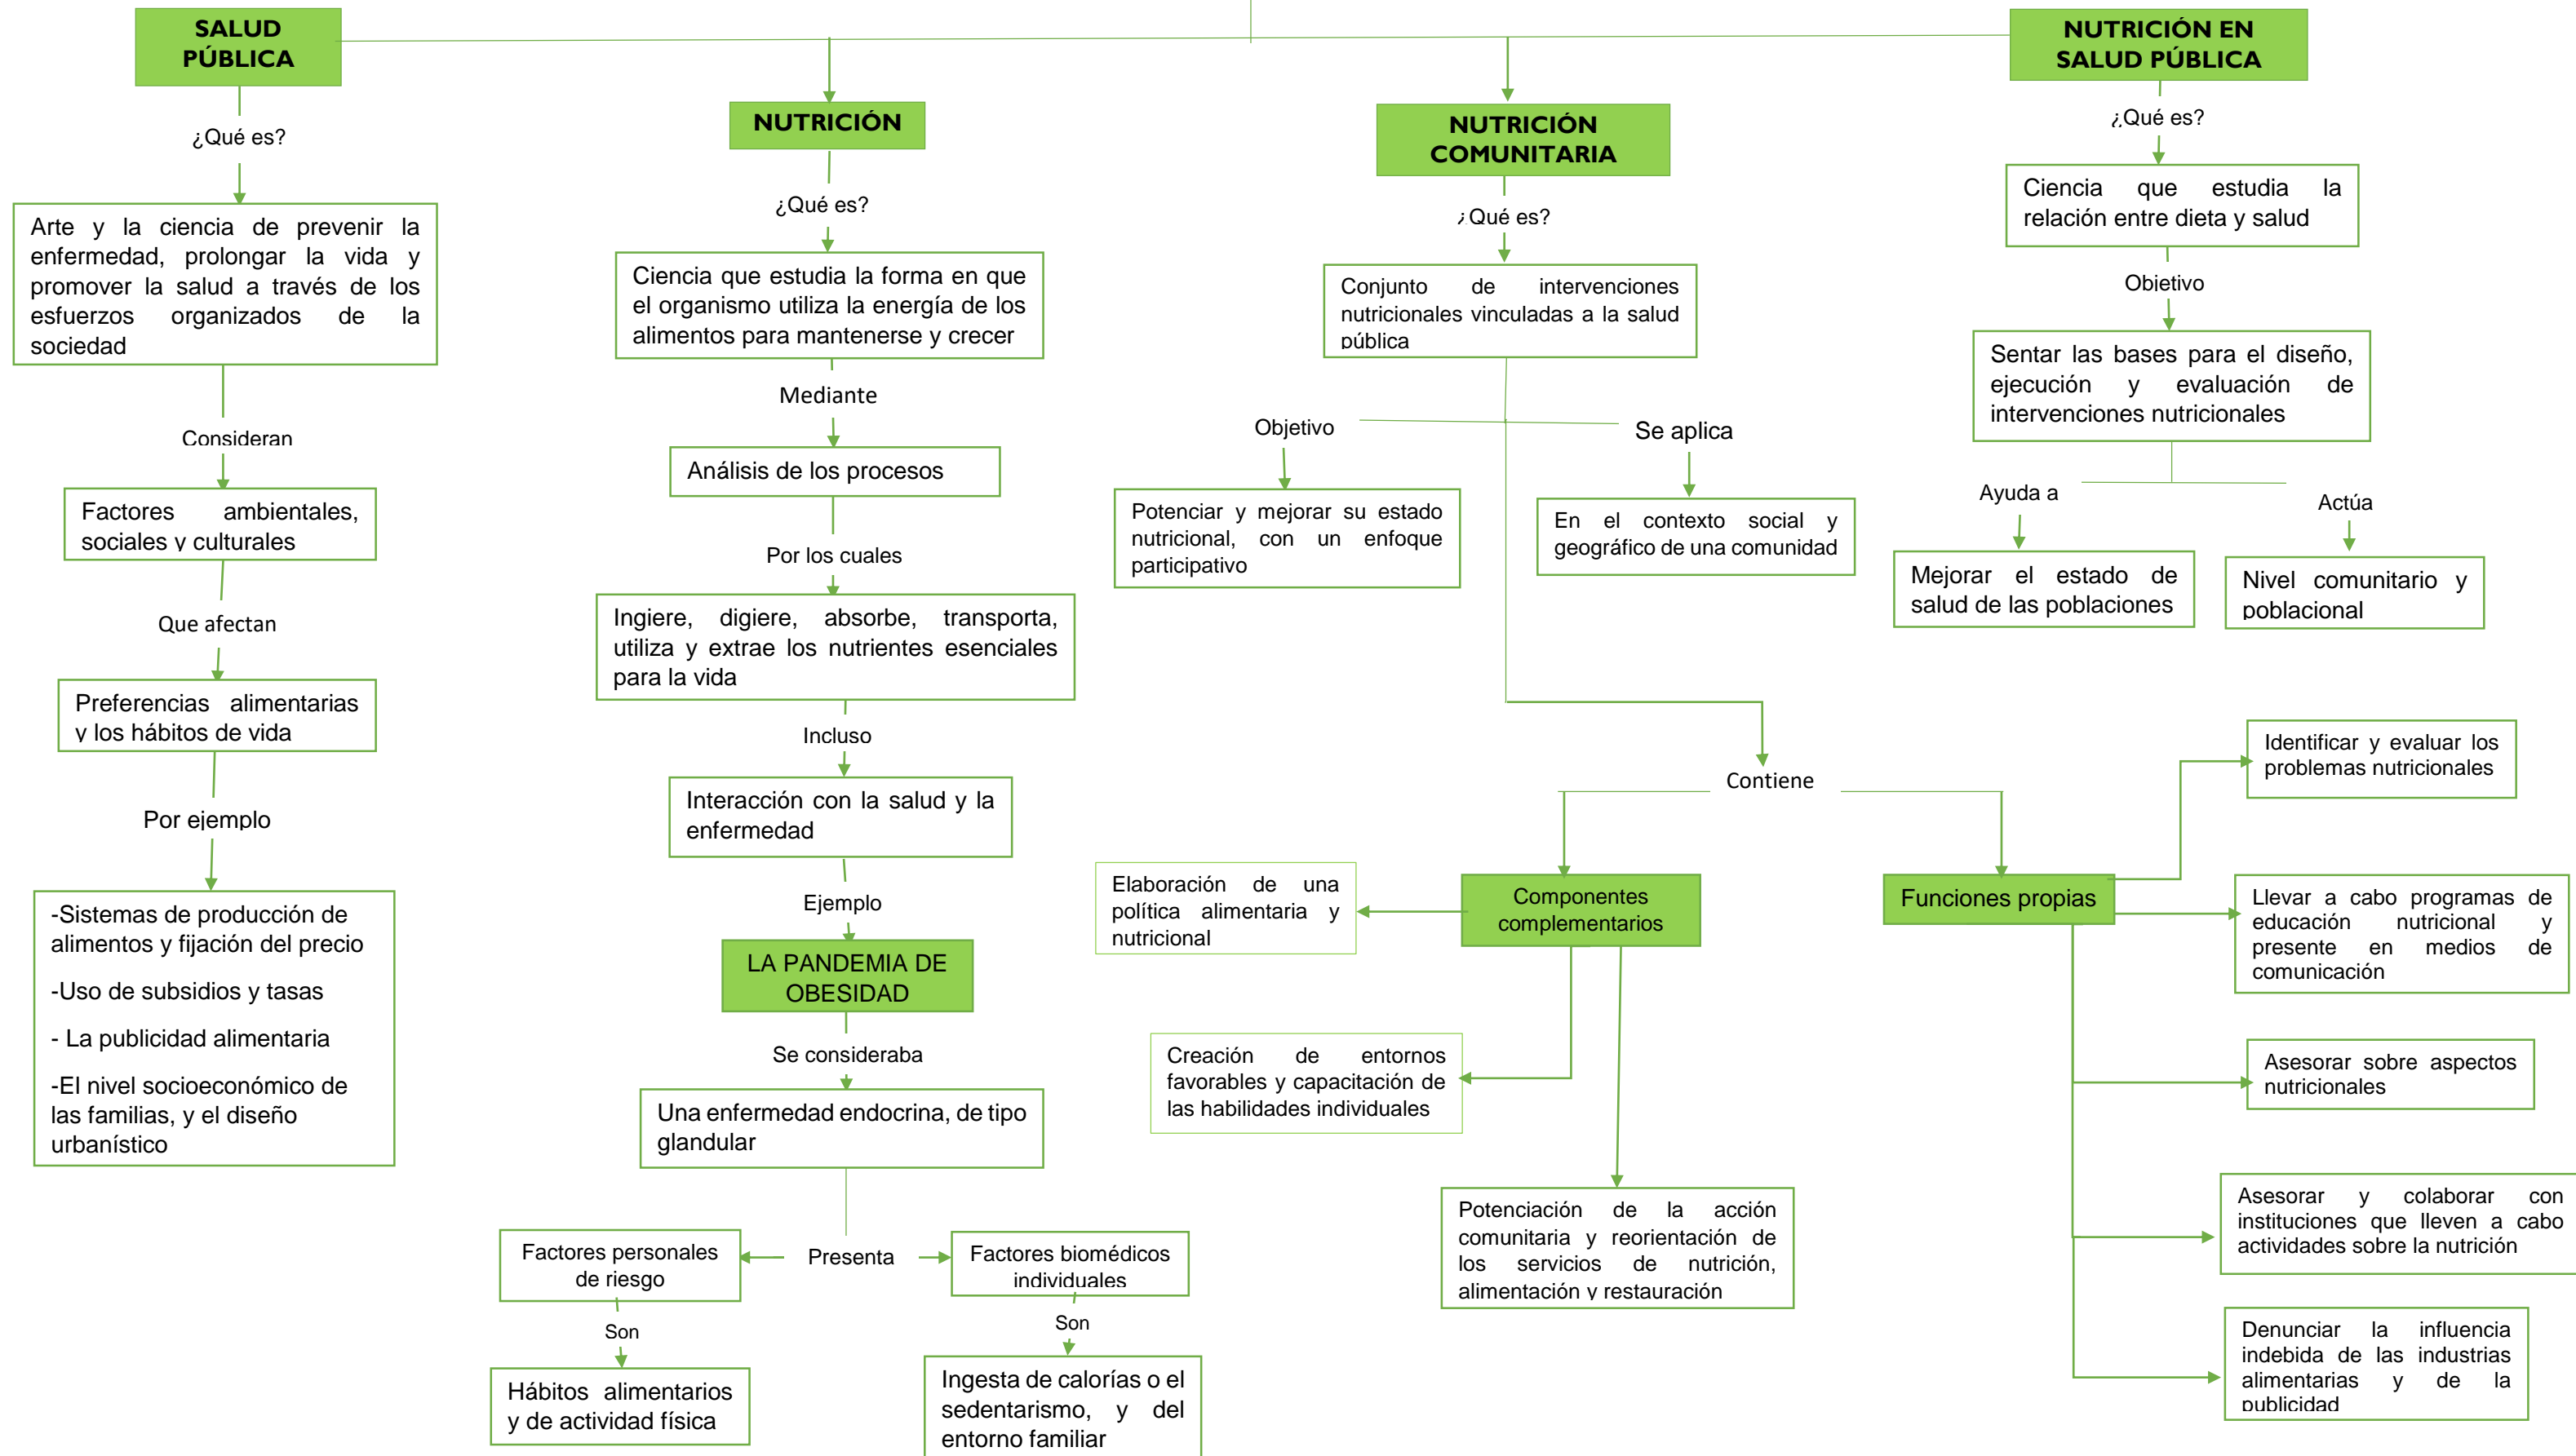 SALUD
PÚBLICA
¿Qué es?
Arte y la ciencia de prevenir la
enfermedad, prolongar la vida y
promover la salud a través de los
esfuerzos organizados de la
sociedad
Consideran
Factores ambientales,
sociales y culturales
Que afectan
Preferencias alimentarias
y los hábitos de vida
Por ejemplo
-Sistemas de producción de
alimentos y fijación del precio
-Uso de subsidios y tasas
- La publicidad alimentaria
-El nivel socioeconómico de
las familias, y el diseño
urbanístico
NUTRICIÓN
¿Qué es?
Ciencia que estudia la forma en que
el organismo utiliza la energía de los
alimentos para mantenerse y crecer
Mediante
Análisis de los procesos
Por los cuales
Ingiere, digiere, absorbe, transporta,
utiliza y extrae los nutrientes esenciales
para la vida
Incluso
Interacción con la salud y la
enfermedad
Ejemplo
LA PANDEMIA DE
OBESIDAD
Se consideraba
Una enfermedad endocrina, de tipo
glandular
Presenta
Factores personales
de riesgo
Son
Hábitos alimentarios
y de actividad física
Factores biomédicos
individuales
Son
Ingesta de calorías o el
sedentarismo, y del
entorno familiar
NUTRICIÓN
COMUNITARIA
¿Qué es?
Conjunto de intervenciones
nutricionales vinculadas a la salud
pública
Objetivo
Potenciar y mejorar su estado
nutricional, con un enfoque
participativo
Se aplica
En el contexto social y
geográfico de una comunidad
Contiene
Componentes
complementarios
Elaboración de una
política alimentaria y
nutricional
Creación de entornos
favorables y capacitación de
las habilidades individuales
Potenciación de la acción
comunitaria y reorientación de
los servicios de nutrición,
alimentación y restauración
Funciones propias
Identificar y evaluar los
problemas nutricionales
Llevar a cabo programas de
educación nutricional y
presente en medios de
comunicación
Asesorar sobre aspectos
nutricionales
Asesorar y colaborar con
instituciones que lleven a cabo
actividades sobre la nutrición
Denunciar la influencia
indebida de las industrias
alimentarias y de la
publicidad
NUTRICIÓN EN
SALUD PÚBLICA
¿Qué es?
Ciencia que estudia la
relación entre dieta y salud
Objetivo
Sentar las bases para el diseño,
ejecución y evaluación de
intervenciones nutricionales
Ayuda a
Mejorar el estado de
salud de las poblaciones
Actúa
Nivel comunitario y
poblacional